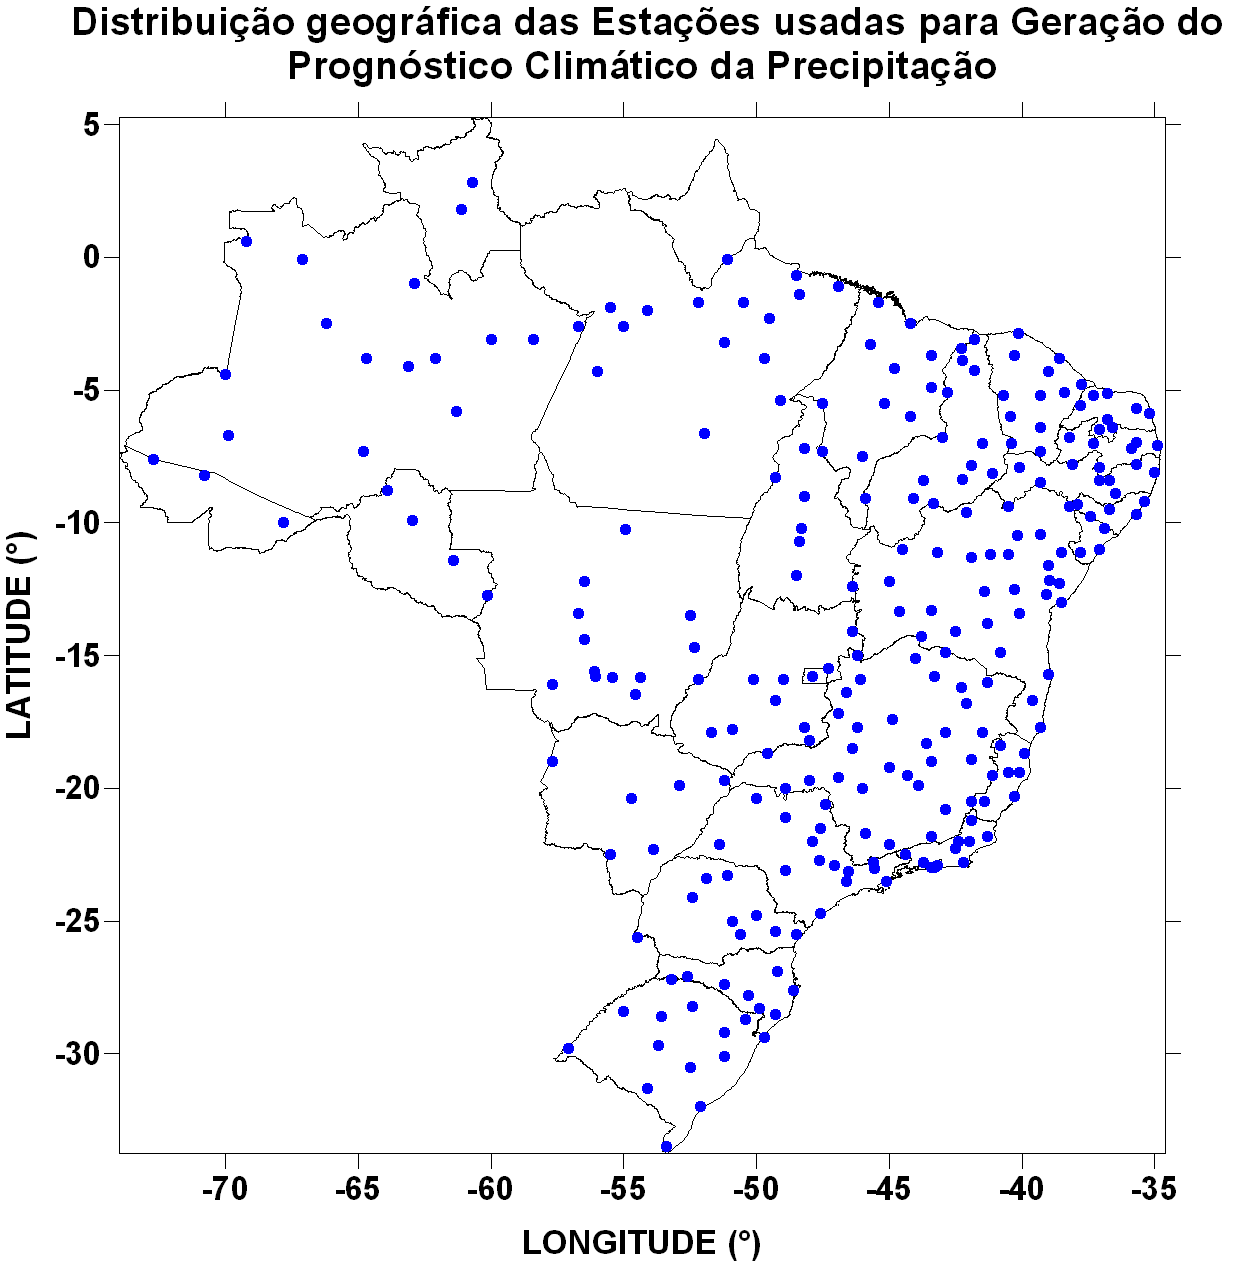 Distribuição geográfica das Estações usadas para Geração do
Prognóstico Climático da Precipitação
5
0
-5
-10
-15
-20
-25
-30
LATITUDE (°)
-70 -65 -60 -55 -50 -45 -40 -35
LONGITUDE (°)